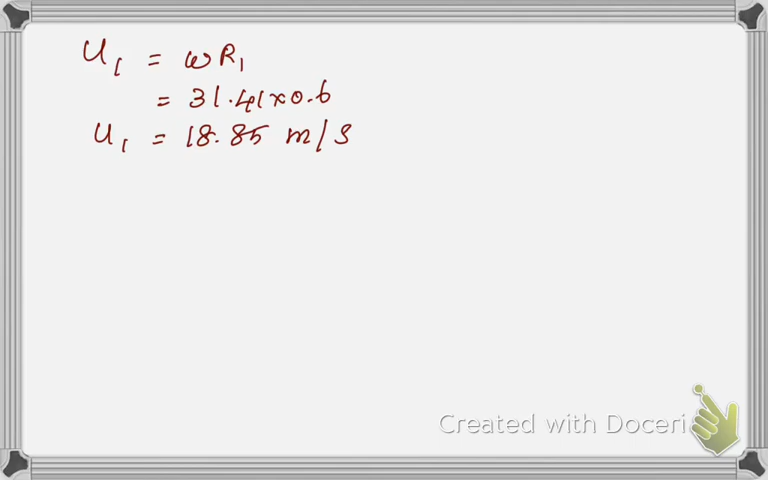 U₁ = ωR₁
= 31.41×0.6
U₁ = 18.85 m/s
Created with Doceri